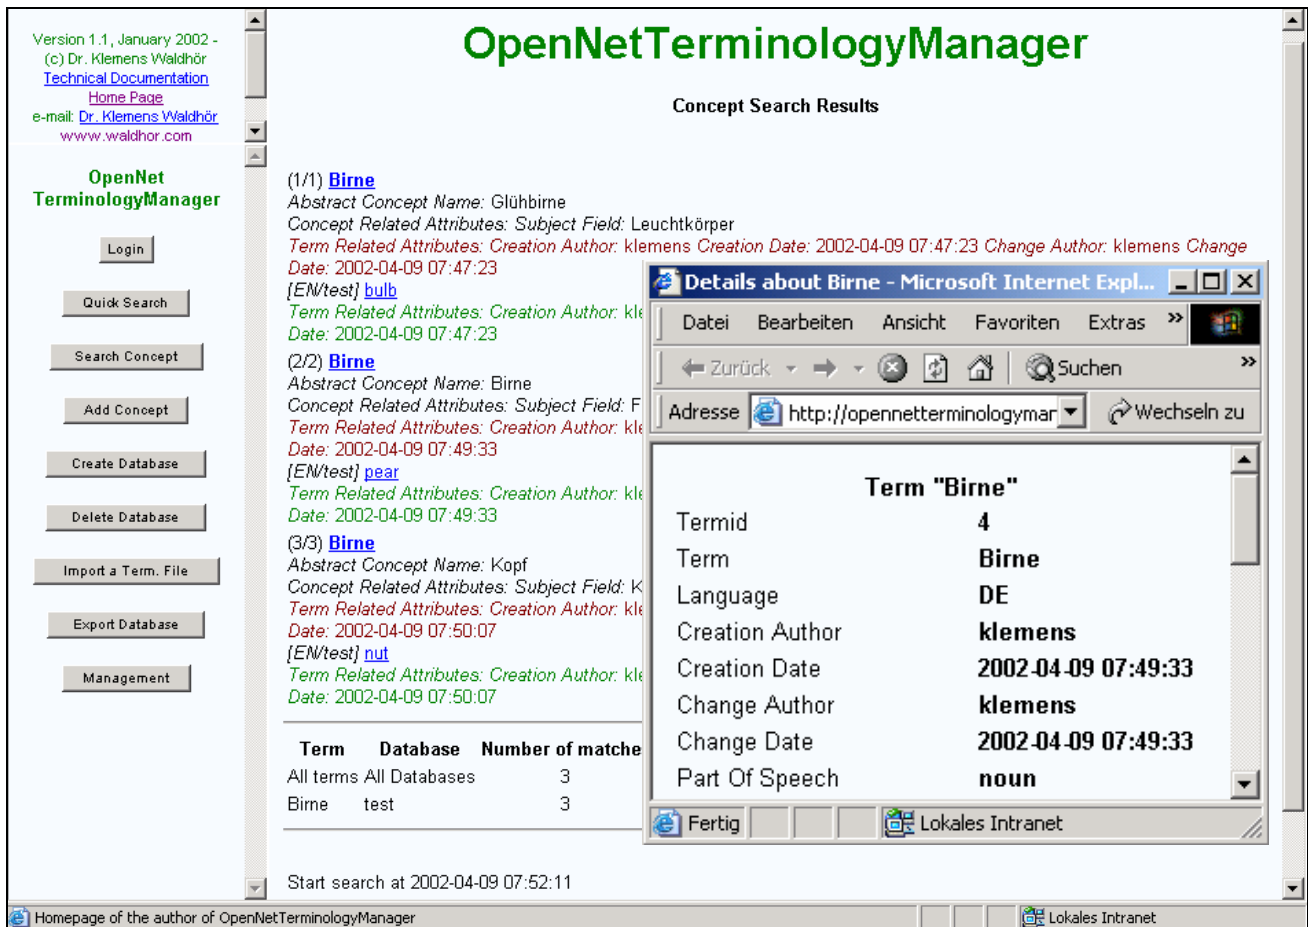 Version 1.1, January 2002 -
(c) Dr. Klemens Waldhör
Technical Documentation
Home Page
e-mail: Dr. Klemens Waldhör
www.waldhor.com
OpenNet
TerminologyManager
Login
Quick Search
Search Concept
Add Concept
Create Database
Delete Database
Import a Term. File
Export Database
Management
OpenNetTerminologyManager
Concept Search Results
(1/1) Birne
Abstract Concept Name: Glühbirne
Concept Related Attributes: Subject Field: Leuchtkörper
Term Related Attributes: Creation Author: klemens Creation Date: 2002-04-09 07:47:23 Change Author: klemens Change
Date: 2002-04-09 07:47:23
[EN/test] bulb
Term Related Attributes: Creation Author: kle
Date: 2002-04-09 07:47:23
(2/2) Birne
Abstract Concept Name: Birne
Concept Related Attributes: Subject Field: F
Term Related Attributes: Creation Author: kle
Date: 2002-04-09 07:49:33
[EN/test] pear
Term Related Attributes: Creation Author: kle
Date: 2002-04-09 07:49:33
(3/3) Birne
Abstract Concept Name: Kopf
Concept Related Attributes: Subject Field: K
Term Related Attributes: Creation Author: kle
Date: 2002-04-09 07:50:07
[EN/test] nut
Term Related Attributes: Creation Author: kle
Date: 2002-04-09 07:50:07
Term Database Number of matche
All terms All Databases 3
Birne test 3
Start search at 2002-04-09 07:52:11
Details about Birne - Microsoft Internet Expl...
Datei Bearbeiten Ansicht Favoriten Extras »
Zurück Suchen »
Adresse http://opennetterminologymar Wechseln zu
Term "Birne"
Termid 4
Term Birne
Language DE
Creation Author klemens
Creation Date 2002-04-09 07:49:33
Change Author klemens
Change Date 2002-04-09 07:49:33
Part Of Speech noun
Fertig Lokales Intranet
Homepage of the author of OpenNetTerminologyManager Lokales Intranet